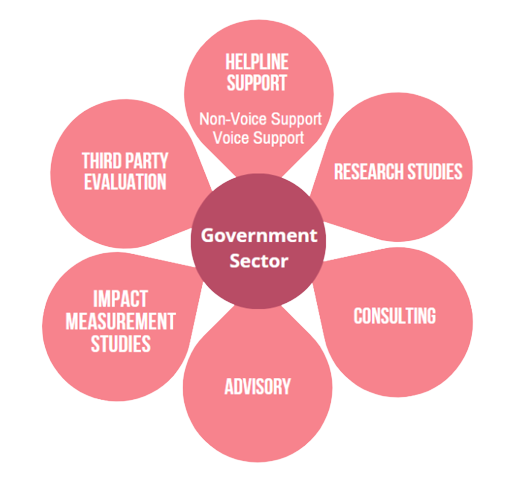 HELPLINE
SUPPORT
Non-Voice Support
Voice Support
RESEARCH STUDIES
CONSULTING
ADVISORY
IMPACT
MEASUREMENT
STUDIES
THIRD PARTY
EVALUATION
Government
Sector